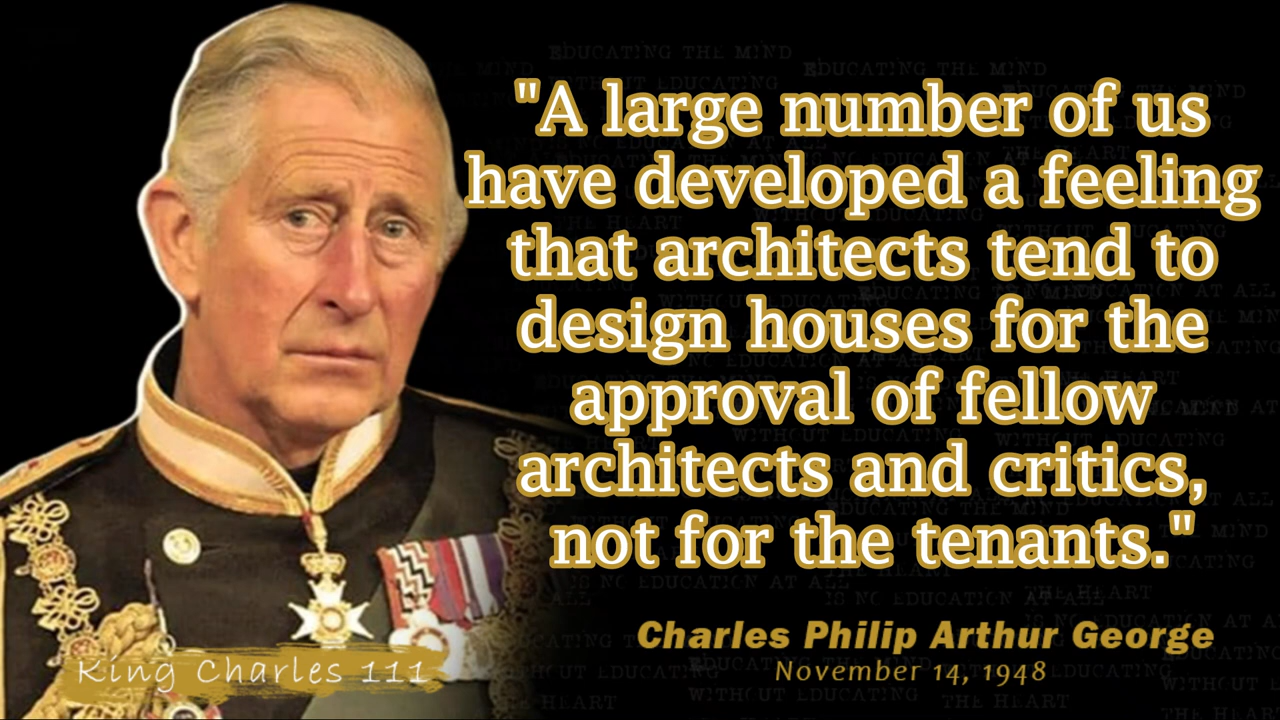 "A large number of us
have developed a feeling
that architects tend to
design houses for the
approval of fellow
architects and critics,
not for the tenants."
Charles Philip Arthur George
November 14, 1948
King Charles 111